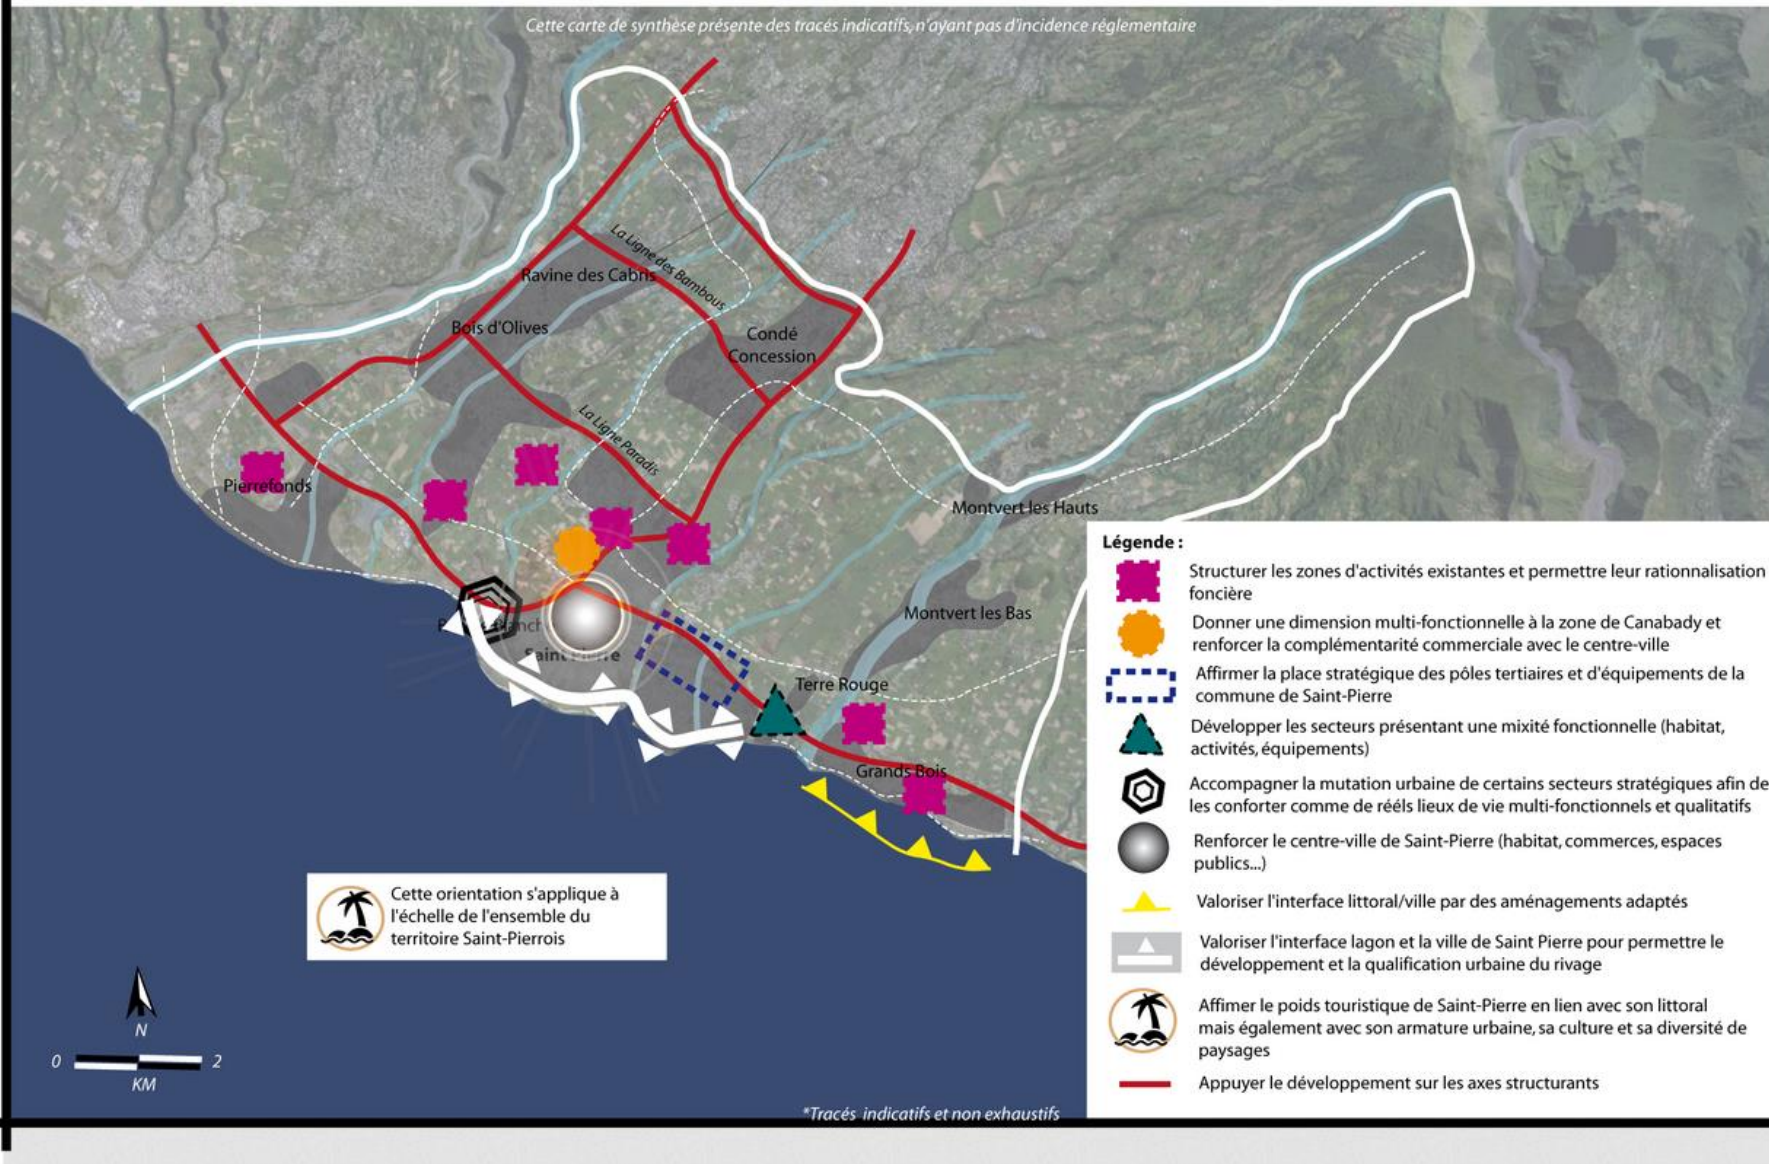 Cette carte de synthèse présente des tracés indicatifs, n'ayant pas d'incidence réglementaire
La Ligne des Bambous
Ravine des Cabris
Bois d'Olives
Condé
Concession
La Ligne Paradis
Pierrefonds
Montvert les Hauts
Montvert les Bas
Saint Pierre
Terre Rouge
Grands Bois
Légende :
Structurer les zones d'activités existantes et permettre leur rationnalisation
foncière
Donner une dimension multi-fonctionnelle à la zone de Canabady et
renforcer la complémentarité commerciale avec le centre-ville
Affirmer la place stratégique des pôles tertiaires et d'équipements de la
commune de Saint-Pierre
Développer les secteurs présentant une mixité fonctionnelle (habitat,
activités, équipements)
Accompagner la mutation urbaine de certains secteurs stratégiques afin de
les conforter comme de rééls lieux de vie multi-fonctionnels et qualitatifs
Renforcer le centre-ville de Saint-Pierre (habitat, commerces, espaces
publics...)
Valoriser l'interface littoral/ville par des aménagements adaptés
Valoriser l'interface lagon et la ville de Saint Pierre pour permettre le
développement et la qualification urbaine du rivage
Affimer le poids touristique de Saint-Pierre en lien avec son littoral
mais également avec son armature urbaine, sa culture et sa diversité de
paysages
Appuyer le développement sur les axes structurants
Cette orientation s'applique à
l'échelle de l'ensemble du
territoire Saint-Pierrois
N
0 2
KM
*Tracés indicatifs et non exhaustifs